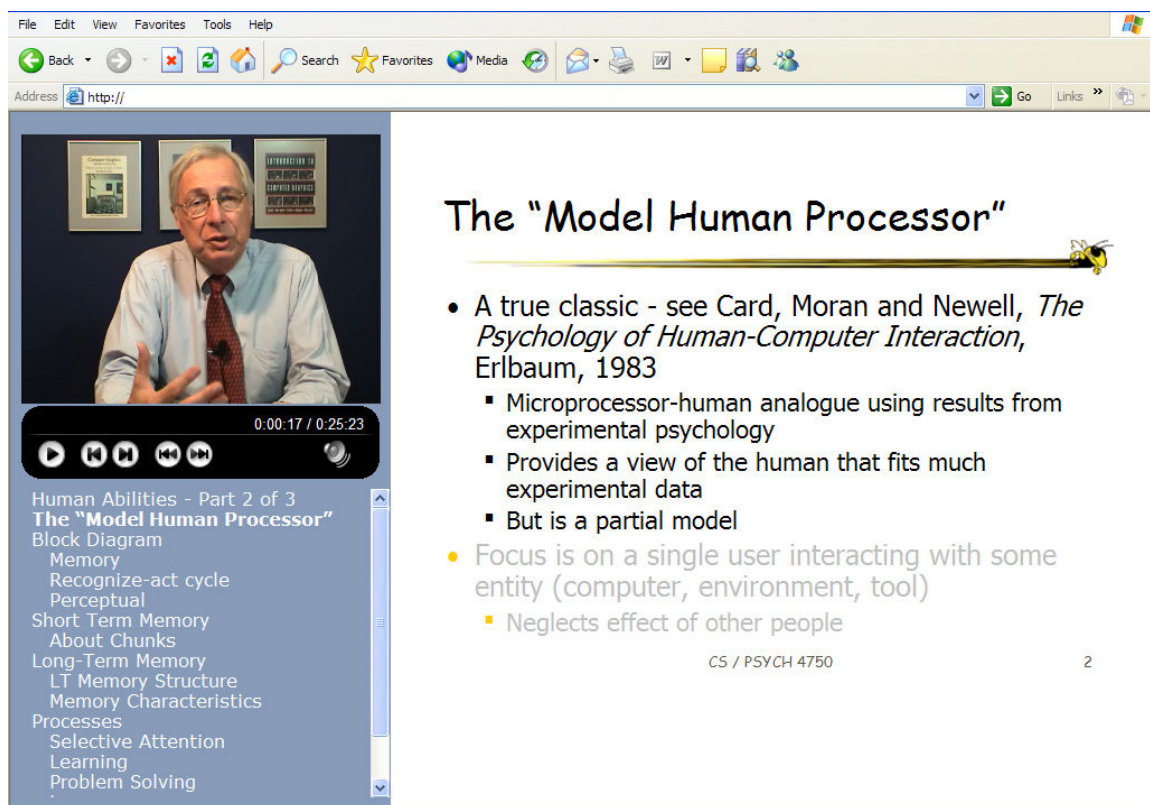 File Edit View Favorites Tools Help
Back Search Favorites Media W
Address http:// Go Links »
INTRODUCTION TO
COMPUTER GRAPHICS
0:00:17 / 0:25:23
Human Abilities - Part 2 of 3
The “Model Human Processor”
Block Diagram
Memory
Recognize-act cycle
Perceptual
Short Term Memory
About Chunks
Long-Term Memory
LT Memory Structure
Memory Characteristics
Processes
Selective Attention
Learning
Problem Solving
The “Model Human Processor”
• A true classic - see Card, Moran and Newell, The
Psychology of Human-Computer Interaction,
Erlbaum, 1983
▪ Microprocessor-human analogue using results from
experimental psychology
▪ Provides a view of the human that fits much
experimental data
▪ But is a partial model
• Focus is on a single user interacting with some
entity (computer, environment, tool)
▪ Neglects effect of other people
CS / PSYCH 4750 2